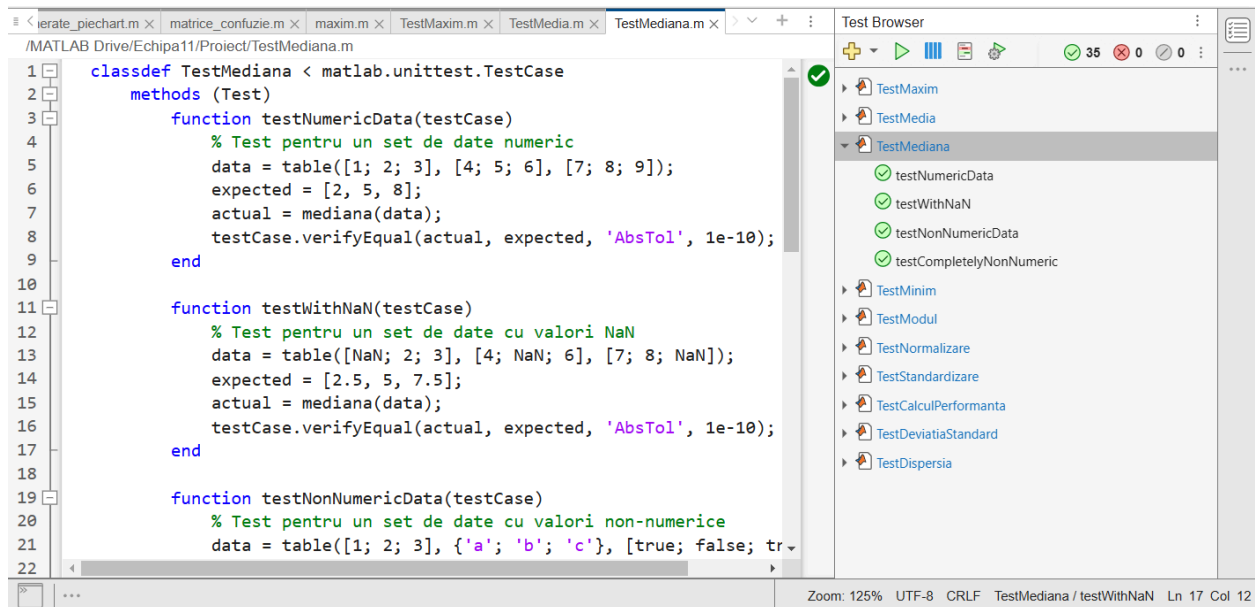 erate_piechart.m × matrice_confuzie.m × maxim.m × TestMaxim.m × TestMedia.m × TestMediana.m ×
/MATLAB Drive/Echipa11/Proiect/TestMediana.m
1 classdef TestMediana < matlab.unittest.TestCase
2 methods (Test)
3 function testNumericData(testCase)
4 % Test pentru un set de date numeric
5 data = table([1; 2; 3], [4; 5; 6], [7; 8; 9]);
6 expected = [2, 5, 8];
7 actual = mediana(data);
8 testCase.verifyEqual(actual, expected, 'AbsTol', 1e-10);
9 end
10
11 function testWithNaN(testCase)
12 % Test pentru un set de date cu valori NaN
13 data = table([NaN; 2; 3], [4; NaN; 6], [7; 8; NaN]);
14 expected = [2.5, 5, 7.5];
15 actual = mediana(data);
16 testCase.verifyEqual(actual, expected, 'AbsTol', 1e-10);
17 end
18
19 function testNonNumericData(testCase)
20 % Test pentru un set de date cu valori non-numerice
21 data = table([1; 2; 3], {'a'; 'b'; 'c'}, [true; false; tr
22
Test Browser
35 0 0
TestMaxim
TestMedia
TestMediana
testNumericData
testWithNaN
testNonNumericData
testCompletelyNonNumeric
TestMinim
TestModul
TestNormalizare
TestStandardizare
TestCalculPerformanta
TestDeviatiaStandard
TestDispersia
Zoom: 125% UTF-8 CRLF TestMediana / testWithNaN Ln 17 Col 12